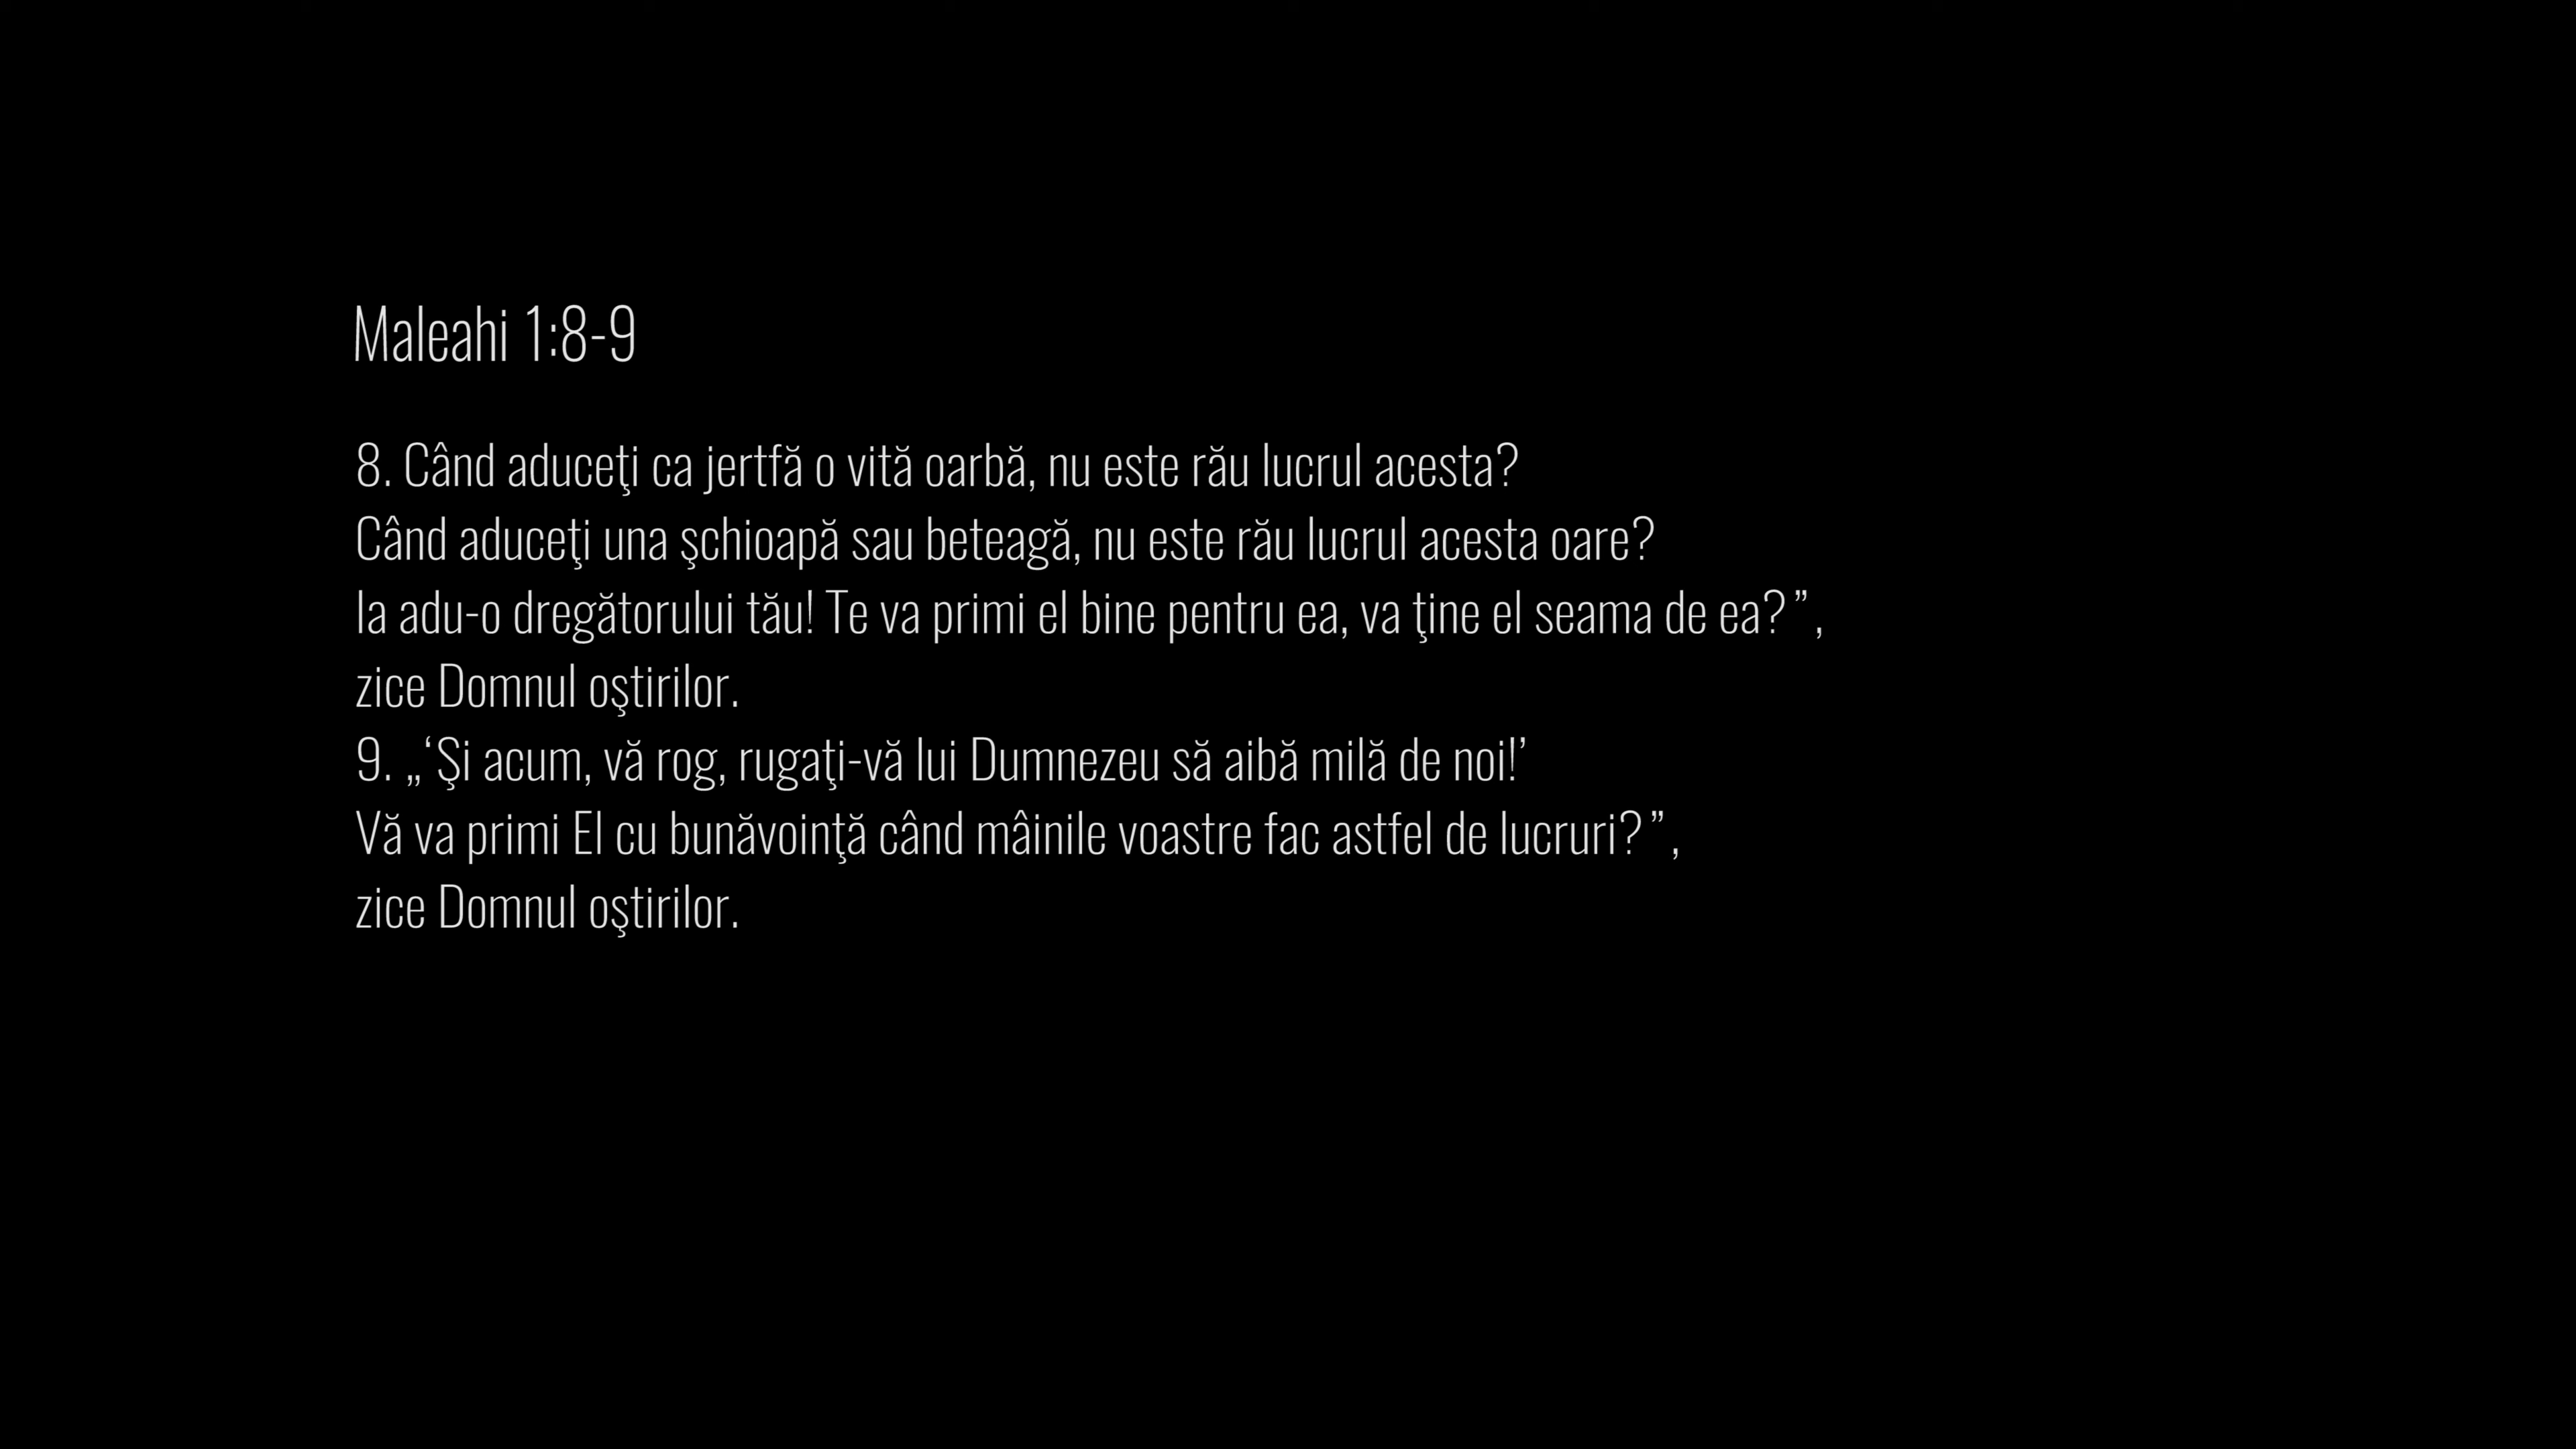 Maleahi 1:8-9
8. Când aduceţi ca jertfă o vită oarbă, nu este rău lucrul acesta?
Când aduceţi una şchioapă sau beteagă, nu este rău lucrul acesta oare?
Ia adu-o dregătorului tău! Te va primi el bine pentru ea, va ţine el seama de ea?”,
zice Domnul oştirilor.
9. „‘Şi acum, vă rog, rugaţi-vă lui Dumnezeu să aibă milă de noi!’
Vă va primi El cu bunăvoinţă când mâinile voastre fac astfel de lucruri?”,
zice Domnul oştirilor.